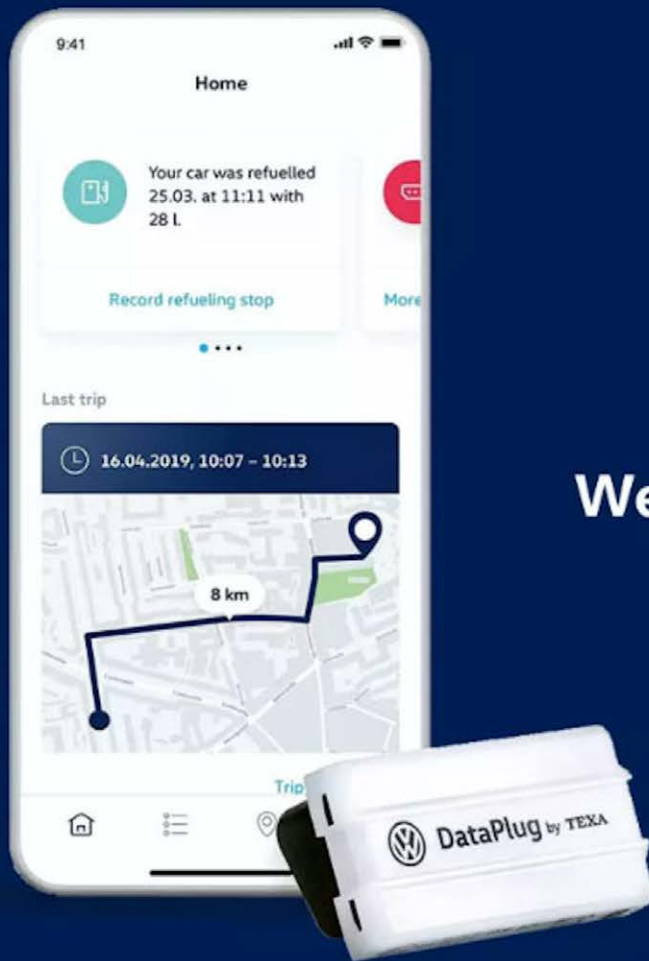 9:41
Home
Your car was refuelled
25.03. at 11:11 with
28 l.
Record refueling stop
More
Last trip
16.04.2019, 10:07 – 10:13
8 km
Trip
We
DataPlug by TEXA